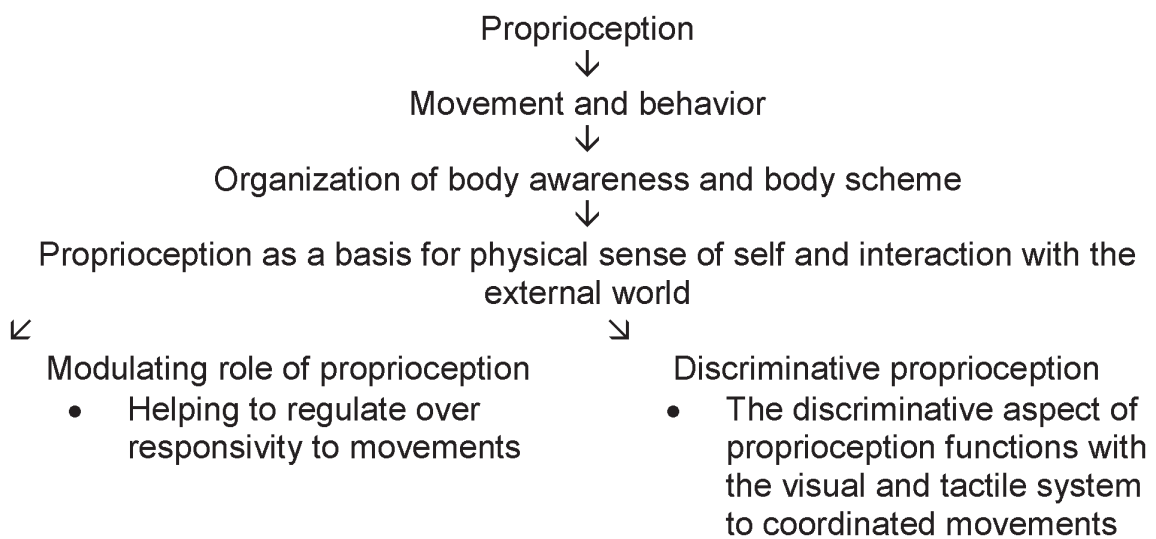 Proprioception
↓
Movement and behavior
↓
Organization of body awareness and body scheme
↓
Proprioception as a basis for physical sense of self and interaction with the
external world
↙ ↘
Modulating role of proprioception
• Helping to regulate over
responsivity to movements
Discriminative proprioception
• The discriminative aspect of
proprioception functions with
the visual and tactile system
to coordinated movements